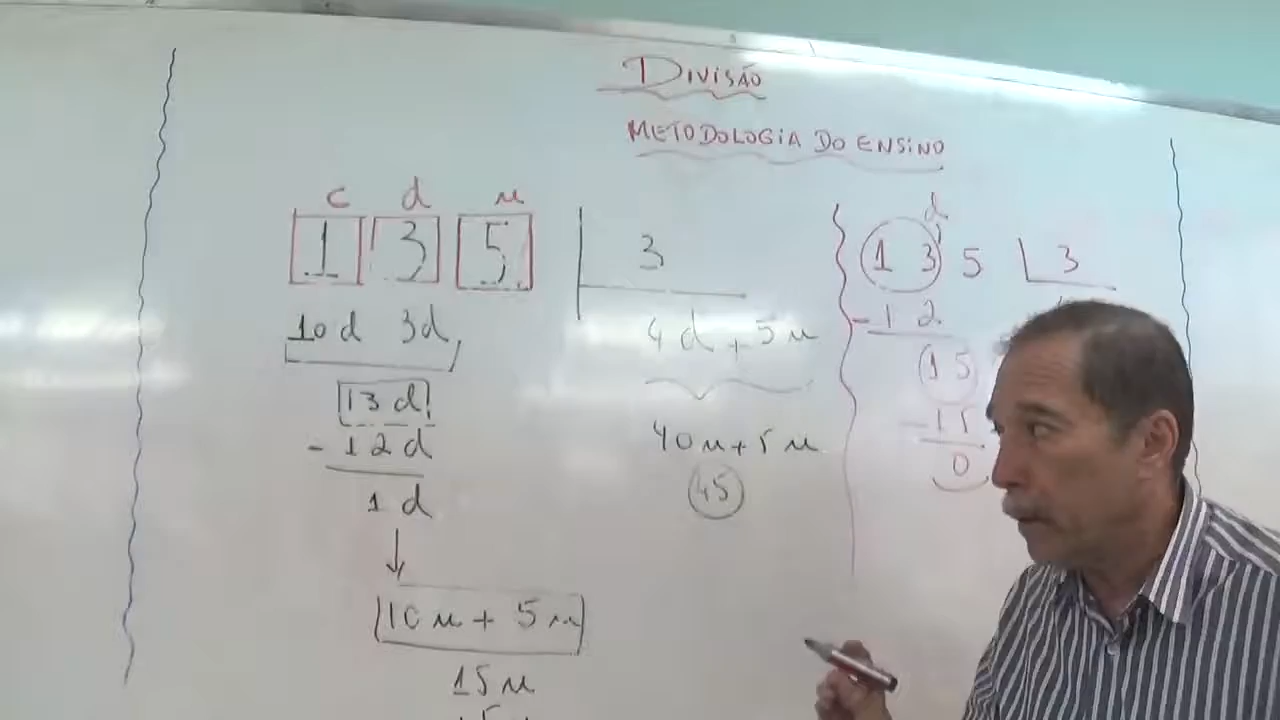 DIVISÃO
METODOLOGIA DO ENSINO
c d u
1 3 5 3
10 d 3d
4 d + 5 u
13 d
- 12 d
40 u + 5 u
1 d
45
10 u + 5 u
15 u
d
1 3 5 3
- 1 2
1 5
- 1 5
0